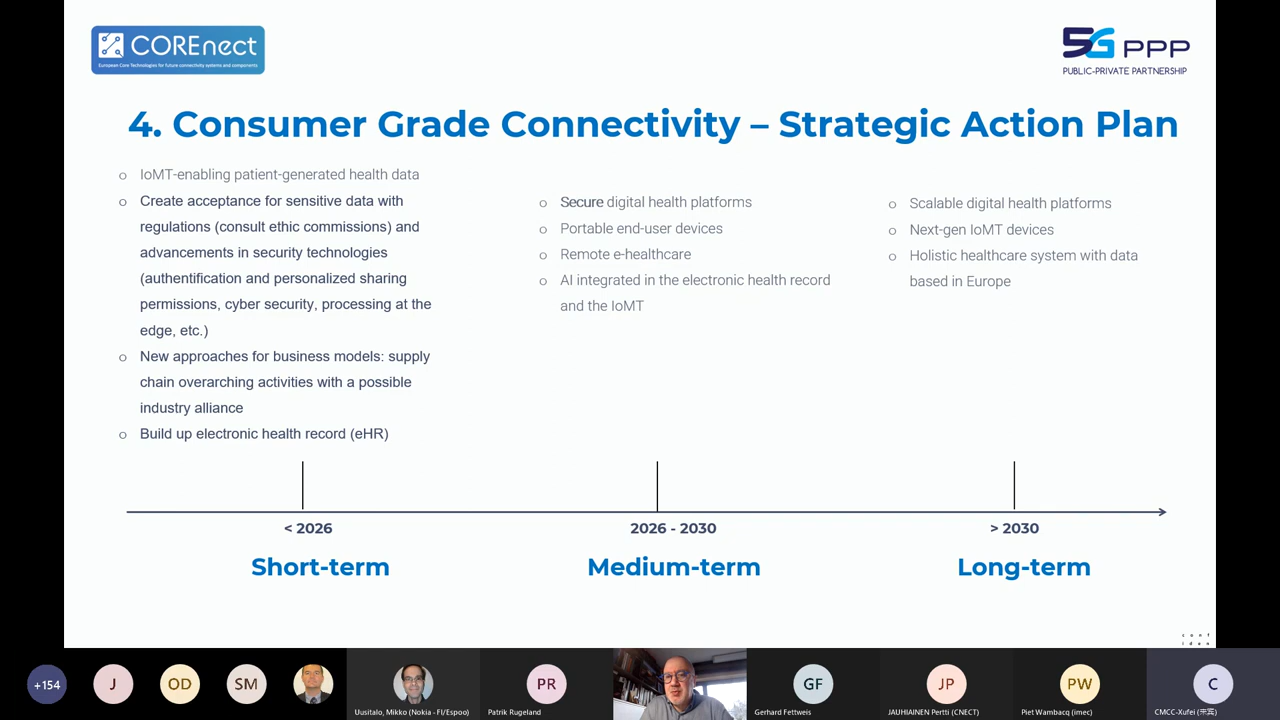 COREnect
European Core Technologies for future connectivity systems and components
5G PPP
PUBLIC-PRIVATE PARTNERSHIP
4. Consumer Grade Connectivity – Strategic Action Plan
o IoMT-enabling patient-generated health data
o Create acceptance for sensitive data with
regulations (consult ethic commissions) and
advancements in security technologies
(authentification and personalized sharing
permissions, cyber security, processing at the
edge, etc.)
o New approaches for business models: supply
chain overarching activities with a possible
industry alliance
o Build up electronic health record (eHR)
o Secure digital health platforms
o Portable end-user devices
o Remote e-healthcare
o AI integrated in the electronic health record
and the IoMT
o Scalable digital health platforms
o Next-gen IoMT devices
o Holistic healthcare system with data
based in Europe
< 2026
2026 - 2030
> 2030
Short-term
Medium-term
Long-term
conf
iden
+154
J
OD
SM
Uusitalo, Mikko (Nokia - FI/Espoo)
PR
Patrik Rugeland
GF
Gerhard Fettweis
JP
JAUHIAINEN Pertti (CNECT)
PW
Piet Wambacq (imec)
C
CMCC-Xufei